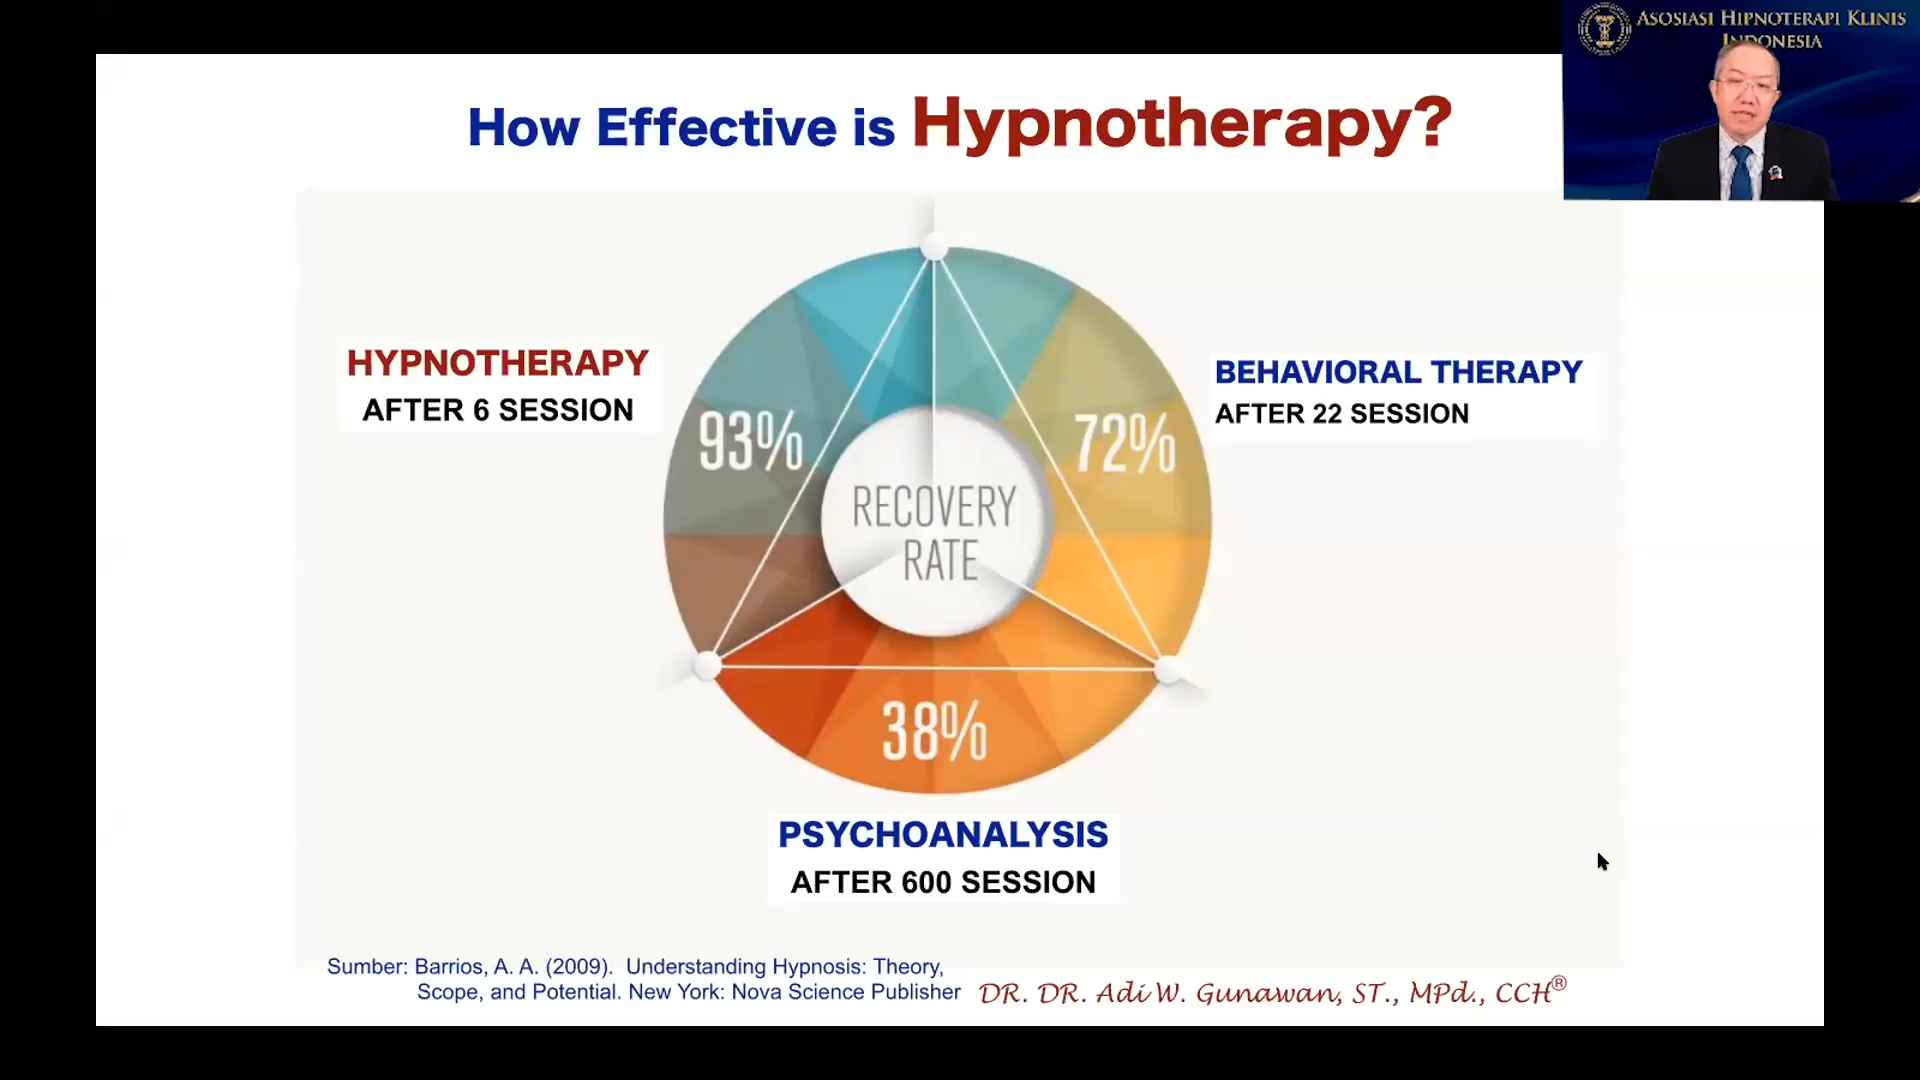 ASOSIASI HIPNOTERAPI KLINIS
INDONESIA
How Effective is Hypnotherapy?
HYPNOTHERAPY
AFTER 6 SESSION
93%
BEHAVIORAL THERAPY
AFTER 22 SESSION
72%
RECOVERY
RATE
38%
PSYCHOANALYSIS
AFTER 600 SESSION
Sumber: Barrios, A. A. (2009). Understanding Hypnosis: Theory,
Scope, and Potential. New York: Nova Science Publisher
DR. DR. Adi W. Gunawan, ST., MPd., CCH®